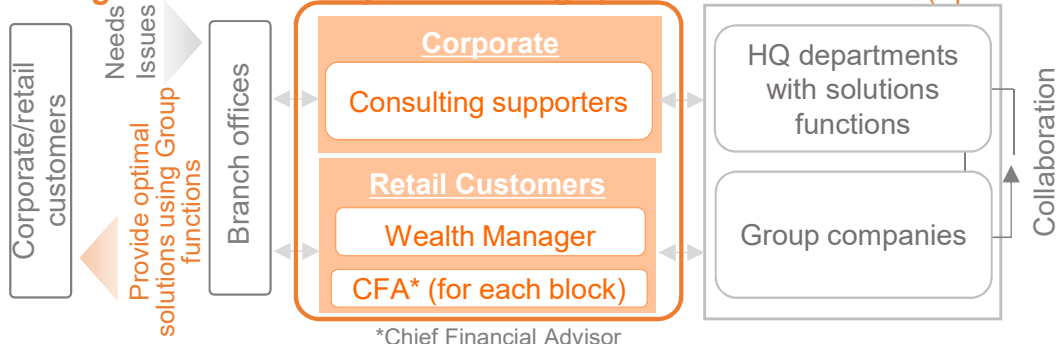 Corporate/retail
customers
Needs
Issues
Provide optimal
solutions using Group
functions
Branch offices
Corporate
Consulting supporters
Retail Customers
Wealth Manager
CFA* (for each block)
*Chief Financial Advisor
HQ departments
with solutions
functions
Group companies
Collaboration